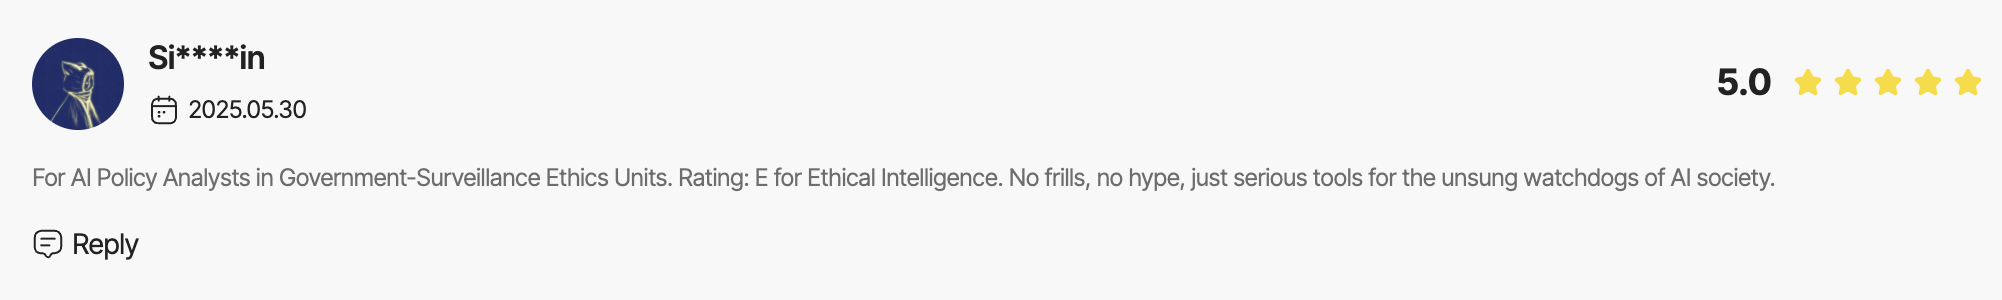 Si****in
2025.05.30
5.0
For AI Policy Analysts in Government-Surveillance Ethics Units. Rating: E for Ethical Intelligence. No frills, no hype, just serious tools for the unsung watchdogs of AI society.
Reply